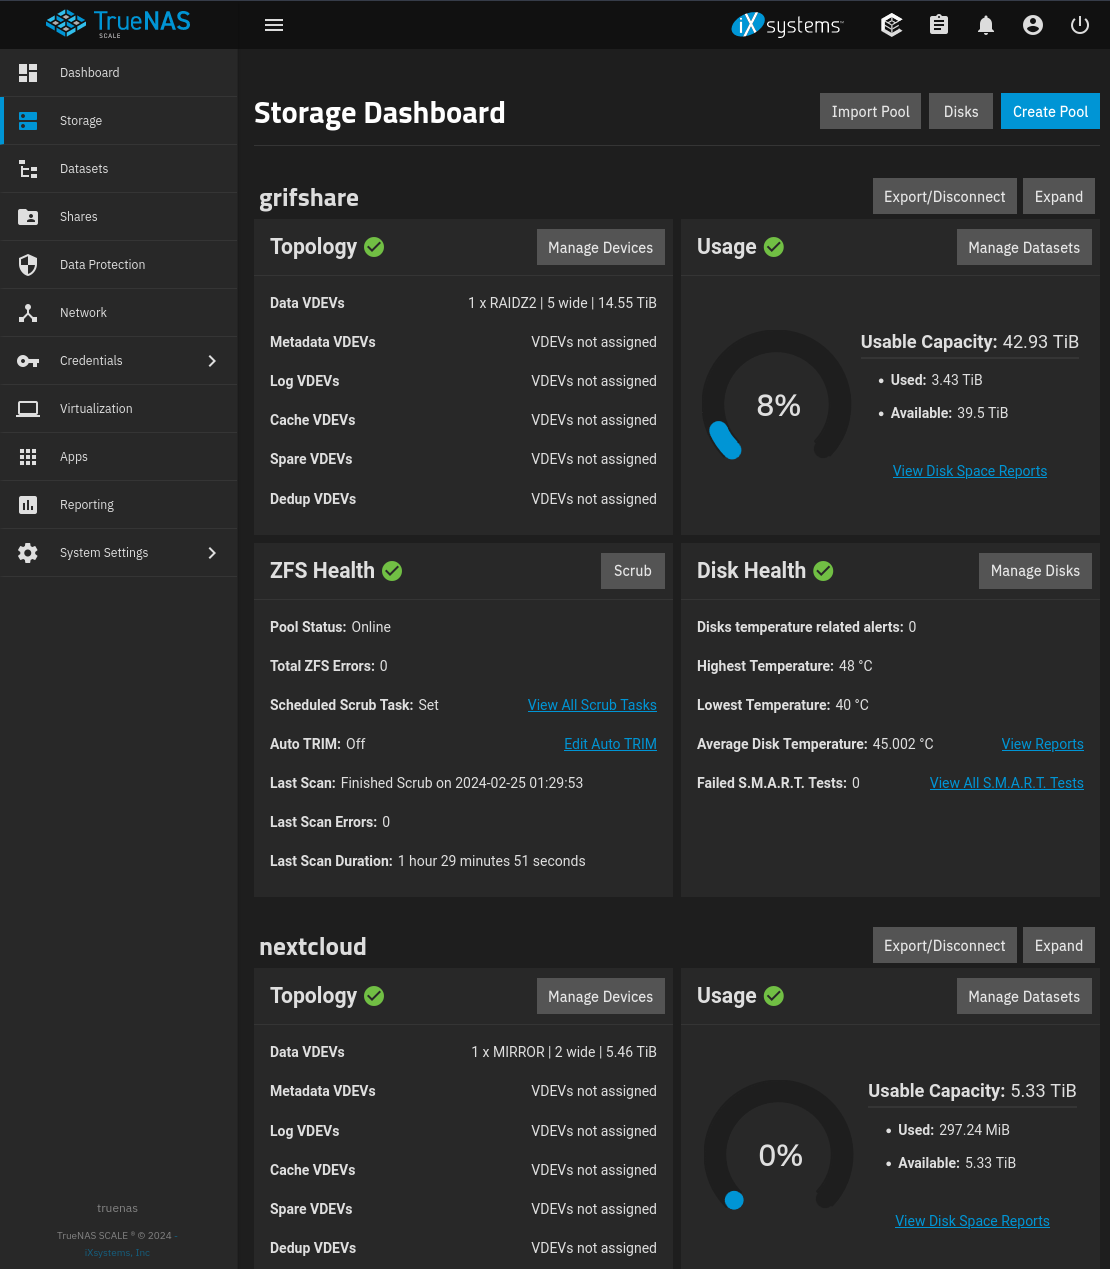 TrueNAS
SCALE
iXsystems™
Dashboard
Storage
Datasets
Shares
Data Protection
Network
Credentials
Virtualization
Apps
Reporting
System Settings
truenas
TrueNAS SCALE ® © 2024 -
iXsystems, Inc
Storage Dashboard
Import Pool Disks Create Pool
grifshare
Export/Disconnect Expand
Topology Manage Devices
Data VDEVs 1 x RAIDZ2 | 5 wide | 14.55 TiB
Metadata VDEVs VDEVs not assigned
Log VDEVs VDEVs not assigned
Cache VDEVs VDEVs not assigned
Spare VDEVs VDEVs not assigned
Dedup VDEVs VDEVs not assigned
Usage Manage Datasets
8%
Usable Capacity: 42.93 TiB
• Used: 3.43 TiB
• Available: 39.5 TiB
View Disk Space Reports
ZFS Health Scrub
Pool Status: Online
Total ZFS Errors: 0
Scheduled Scrub Task: Set View All Scrub Tasks
Auto TRIM: Off Edit Auto TRIM
Last Scan: Finished Scrub on 2024-02-25 01:29:53
Last Scan Errors: 0
Last Scan Duration: 1 hour 29 minutes 51 seconds
Disk Health Manage Disks
Disks temperature related alerts: 0
Highest Temperature: 48 °C
Lowest Temperature: 40 °C
Average Disk Temperature: 45.002 °C View Reports
Failed S.M.A.R.T. Tests: 0 View All S.M.A.R.T. Tests
nextcloud
Export/Disconnect Expand
Topology Manage Devices
Data VDEVs 1 x MIRROR | 2 wide | 5.46 TiB
Metadata VDEVs VDEVs not assigned
Log VDEVs VDEVs not assigned
Cache VDEVs VDEVs not assigned
Spare VDEVs VDEVs not assigned
Dedup VDEVs VDEVs not assigned
Usage Manage Datasets
0%
Usable Capacity: 5.33 TiB
• Used: 297.24 MiB
• Available: 5.33 TiB
View Disk Space Reports